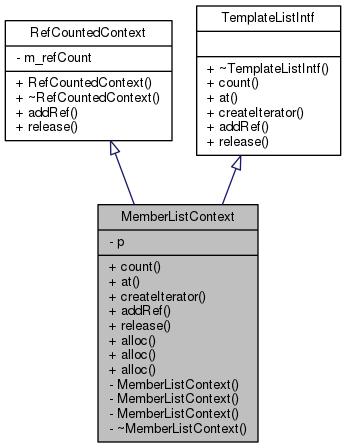 RefCountedContext
- m_refCount
+ RefCountedContext()
+ ~RefCountedContext()
+ addRef()
+ release()
TemplateListIntf
+ ~TemplateListIntf()
+ count()
+ at()
+ createIterator()
+ addRef()
+ release()
MemberListContext
- p
+ count()
+ at()
+ createIterator()
+ addRef()
+ release()
+ alloc()
+ alloc()
+ alloc()
- MemberListContext()
- MemberListContext()
- MemberListContext()
- ~MemberListContext()